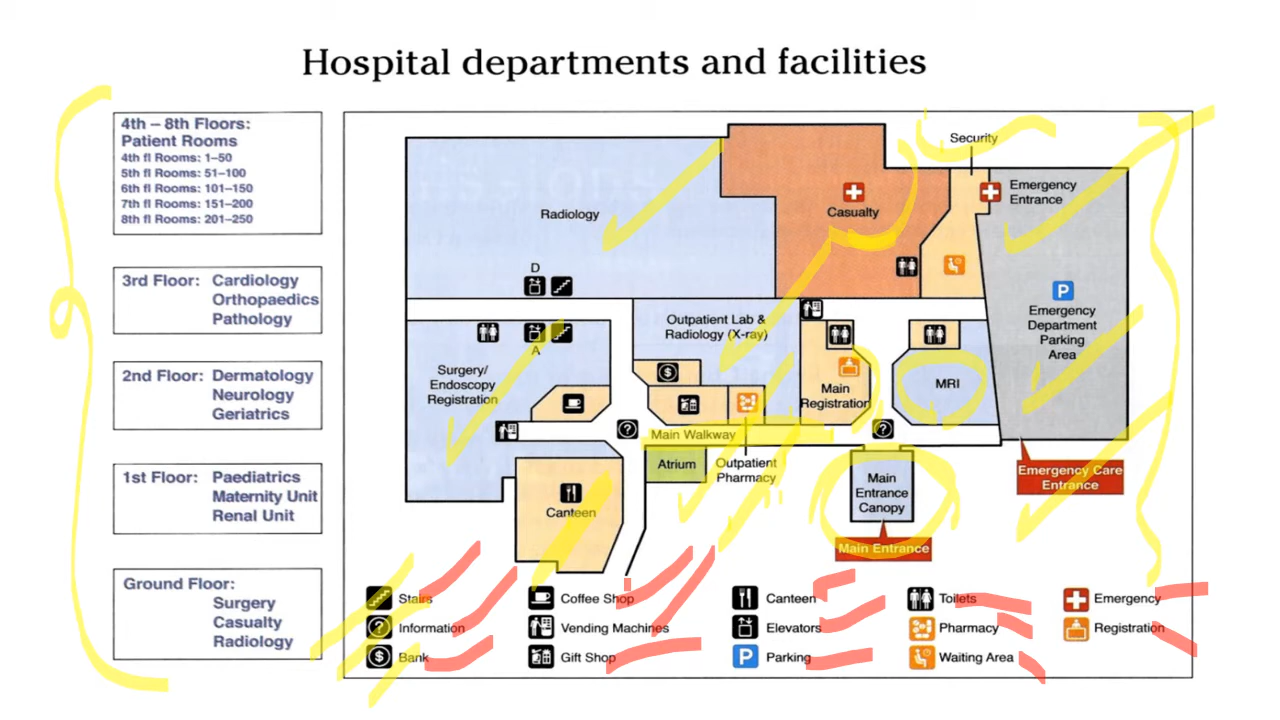 Hospital departments and facilities
4th – 8th Floors:
Patient Rooms
4th fl Rooms: 1–50
5th fl Rooms: 51–100
6th fl Rooms: 101–150
7th fl Rooms: 151–200
8th fl Rooms: 201–250
3rd Floor: Cardiology
Orthopaedics
Pathology
2nd Floor: Dermatology
Neurology
Geriatrics
1st Floor: Paediatrics
Maternity Unit
Renal Unit
Ground Floor:
Surgery
Casualty
Radiology
Security
Emergency
Entrance
Radiology
Casualty
D
P
Emergency
Department
Parking
Area
Outpatient Lab &
Radiology (X-ray)
A
Surgery/
Endoscopy
Registration
$
Main
Registration
MRI
?
Main Walkway
?
Atrium
Outpatient
Pharmacy
Main
Entrance
Canopy
Emergency Care
Entrance
Canteen
Main Entrance
Stairs
Coffee Shop
Canteen
Toilets
Emergency
? Information
Vending Machines
Elevators
Pharmacy
Registration
$ Bank
Gift Shop
P Parking
Waiting Area